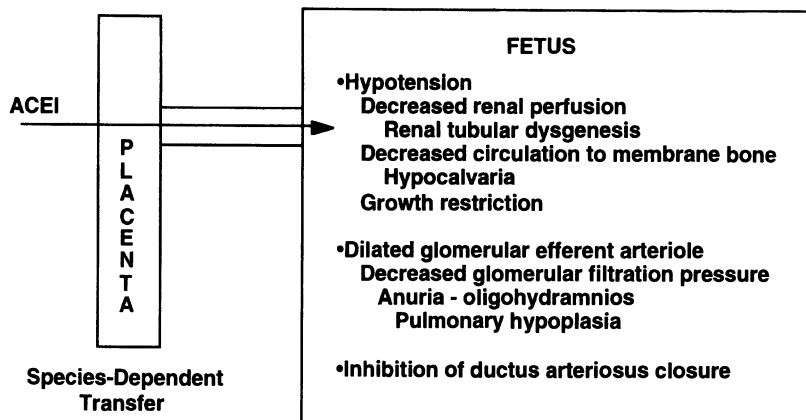 ACEI
PLACENTA
Species-Dependent
Transfer
FETUS
•Hypotension
Decreased renal perfusion
Renal tubular dysgenesis
Decreased circulation to membrane bone
Hypocalvaria
Growth restriction
•Dilated glomerular efferent arteriole
Decreased glomerular filtration pressure
Anuria - oligohydramnios
Pulmonary hypoplasia
•Inhibition of ductus arteriosus closure